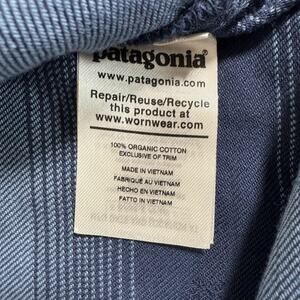 patagonia®
www.patagonia.com
Repair/Reuse/Recycle
this product at
www.wornwear.com
100% ORGANIC COTTON
EXCLUSIVE OF TRIM
MADE IN VIETNAM
FABRIQUÉ AU VIETNAM
HECHO EN VIETNAM
FATTO IN VIETNAM